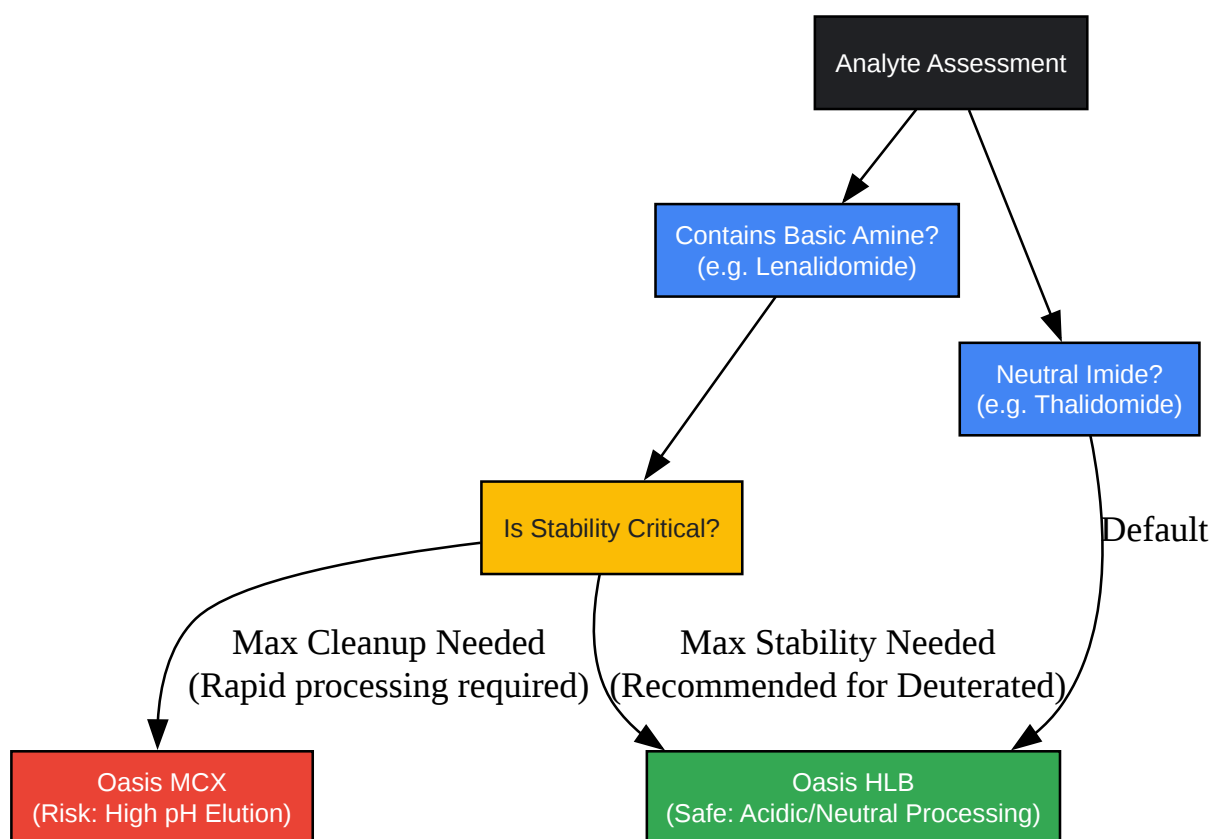 Analyte Assessment
Contains Basic Amine?
(e.g. Lenalidomide)
Neutral Imide?
(e.g. Thalidomide)
Is Stability Critical?
Default
Max Cleanup Needed
(Rapid processing required)
Max Stability Needed
(Recommended for Deuterated)
Oasis MCX
(Risk: High pH Elution)
Oasis HLB
(Safe: Acidic/Neutral Processing)